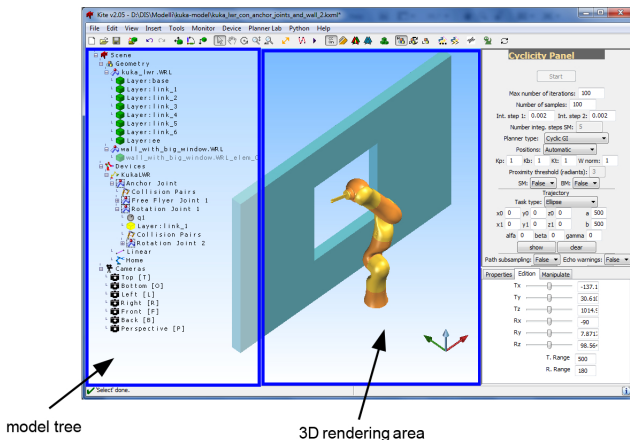 Kite v2.05 - D:\DIS\Modelli\kuka-model\kuka_lwr_con_anchor_joints_and_wall_2.kxml*
File Edit View Insert Tools Monitor Device Planner Lab Python Help
Scene
Geometry
kuka_lwr.WRL
Layer:base
Layer:link_1
Layer:link_2
Layer:link_3
Layer:link_4
Layer:link_5
Layer:link_6
Layer:ee
wall_with_big_window.WRL
wall_with_big_window.WRL_elem_0
Devices
KukaLWR
Anchor Joint
Collision Pairs
Free Flyer Joint 1
Rotation Joint 1
q1
Layer:link_1
Collision Pairs
Rotation Joint 2
Linear
Home
Cameras
Top [T]
Bottom [O]
Left [L]
Right [R]
Front [F]
Back [B]
Perspective [P]
Cyclicity Panel
Start
Max number of iterations: 100
Number of samples: 100
Int. step 1: 0.002 Int. step 2: 0.002
Number integ. steps SM: 5
Planner type: Cyclic GI
Positions: Automatic
Kp: 1 Kb: 1 Kt: 1 W norm: 1
Proximity threshold (radiants): 3
SM: False BM: False
Trajectory
Task type: Ellipse
x0 0 y0 0 z0 0 a 500
x1 0 y1 0 z1 0 b 500
alfa 0 beta 0 gamma 0
show clear
Path subsampling: False Echo warnings: False
Properties Edition Manipulate
Tx -137.1
Ty 30.610
Tz 1014.9
Rx -90
Ry
Rz 98.56
T. Range 500
R. Range 180
'Select' done.
model tree
3D rendering area